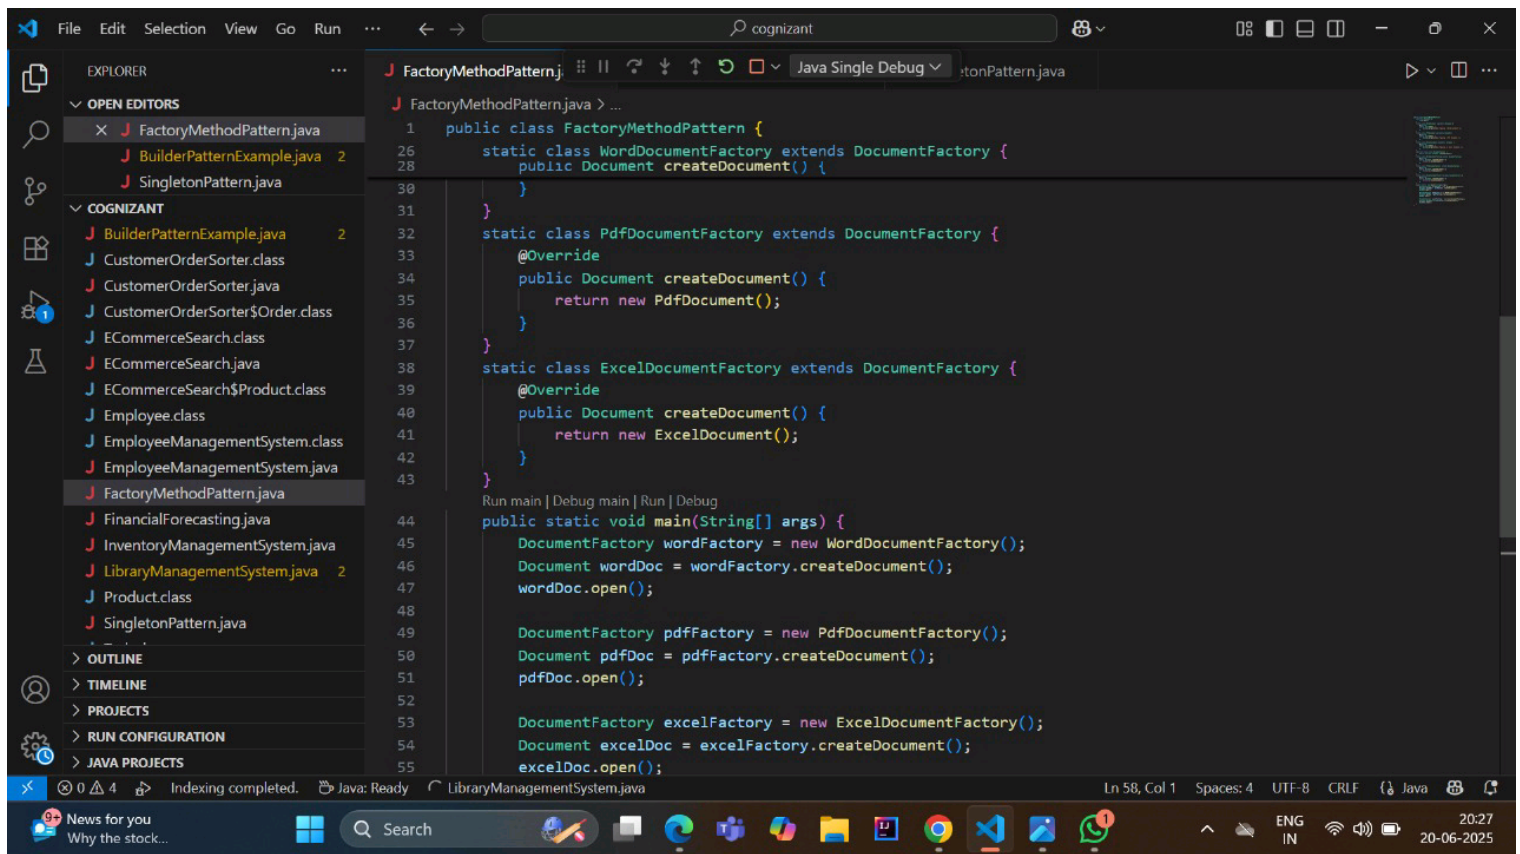 File Edit Selection View Go Run ··· cognizant
EXPLORER ···
OPEN EDITORS
FactoryMethodPattern.java
BuilderPatternExample.java 2
SingletonPattern.java
COGNIZANT
BuilderPatternExample.java 2
CustomerOrderSorter.class
CustomerOrderSorter.java
CustomerOrderSorter$Order.class
ECommerceSearch.class
ECommerceSearch.java
ECommerceSearch$Product.class
Employee.class
EmployeeManagementSystem.class
EmployeeManagementSystem.java
FactoryMethodPattern.java
FinancialForecasting.java
InventoryManagementSystem.java
LibraryManagementSystem.java 2
Product.class
SingletonPattern.java
OUTLINE
TIMELINE
PROJECTS
RUN CONFIGURATION
JAVA PROJECTS
1
FactoryMethodPattern.j Java Single Debug etonPattern.java
FactoryMethodPattern.java > ...
1 public class FactoryMethodPattern {
26 static class WordDocumentFactory extends DocumentFactory {
28 public Document createDocument() {
30 }
31 }
32 static class PdfDocumentFactory extends DocumentFactory {
33 @Override
34 public Document createDocument() {
35 return new PdfDocument();
36 }
37 }
38 static class ExcelDocumentFactory extends DocumentFactory {
39 @Override
40 public Document createDocument() {
41 return new ExcelDocument();
42 }
43 }
Run main | Debug main | Run | Debug
44 public static void main(String[] args) {
45 DocumentFactory wordFactory = new WordDocumentFactory();
46 Document wordDoc = wordFactory.createDocument();
47 wordDoc.open();
48
49 DocumentFactory pdfFactory = new PdfDocumentFactory();
50 Document pdfDoc = pdfFactory.createDocument();
51 pdfDoc.open();
52
53 DocumentFactory excelFactory = new ExcelDocumentFactory();
54 Document excelDoc = excelFactory.createDocument();
55 excelDoc.open();
0 4 Indexing completed. Java: Ready LibraryManagementSystem.java Ln 58, Col 1 Spaces: 4 UTF-8 CRLF Java
9+ News for you
Why the stock...
Search
1
ENG
IN
20:27
20-06-2025